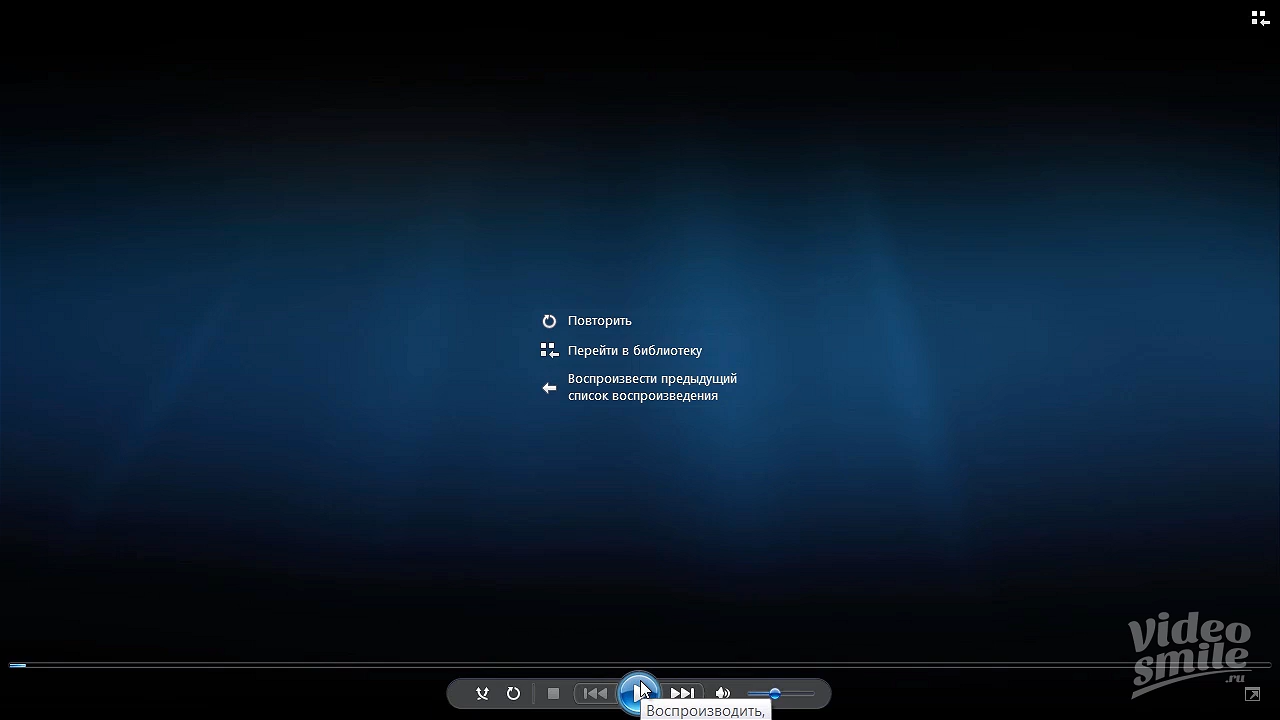 Повторить
Перейти в библиотеку
Воспроизвести предыдущий
список воспроизведения
video
smile
.ru
Воспроизводить,